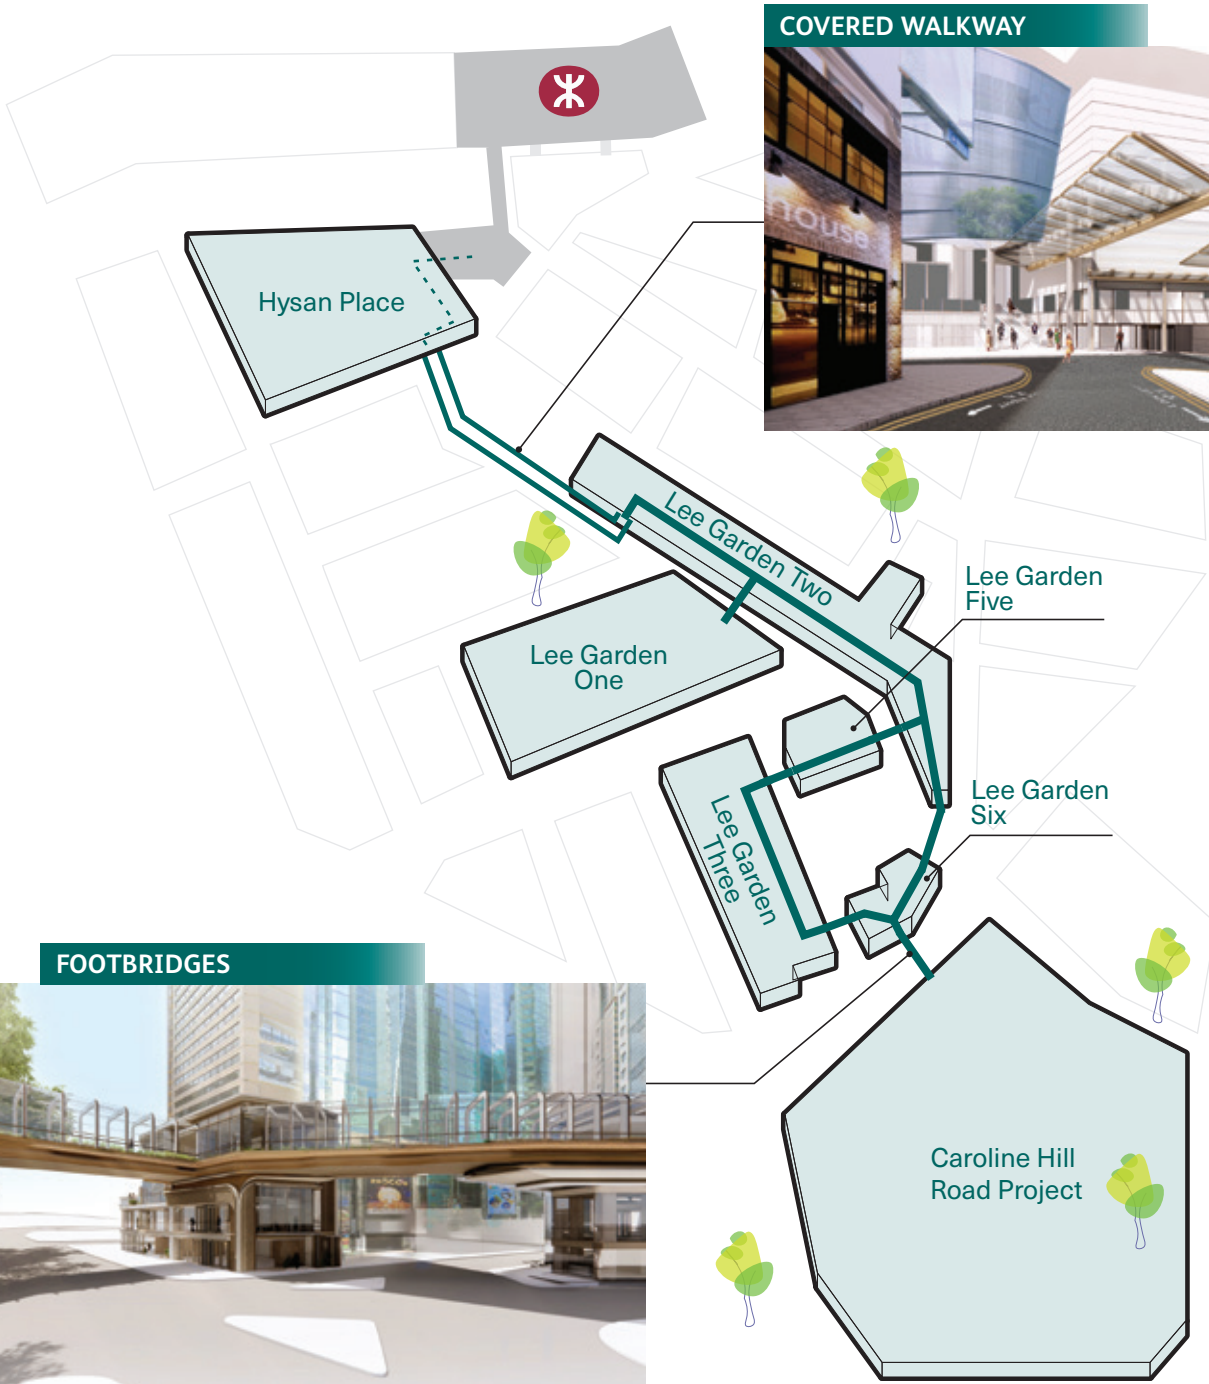 COVERED WALKWAY
house
Hysan Place
Lee Garden Two
Lee Garden
Five
Lee Garden
One
Lee Garden
Six
Lee Garden
Three
FOOTBRIDGES
Caroline Hill
Road Project